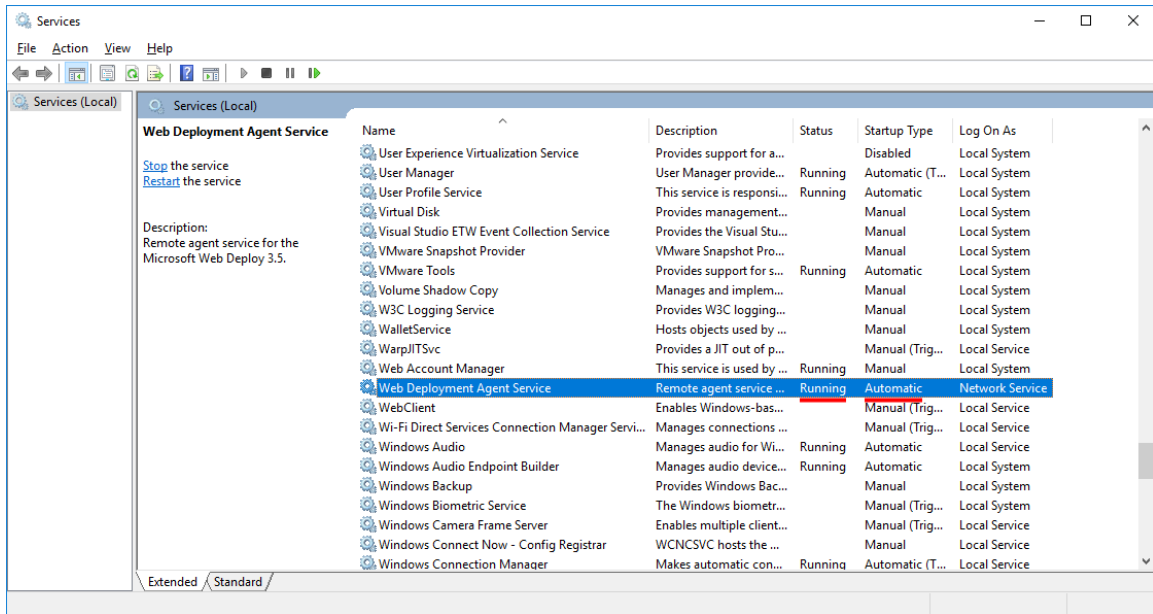 Services
File Action View Help
Services (Local)
Services (Local)
Web Deployment Agent Service
Stop the service
Restart the service
Description:
Remote agent service for the
Microsoft Web Deploy 3.5.
Name Description Status Startup Type Log On As
User Experience Virtualization Service Provides support for a... Disabled Local System
User Manager User Manager provide... Running Automatic (T... Local System
User Profile Service This service is responsi... Running Automatic Local System
Virtual Disk Provides management... Manual Local System
Visual Studio ETW Event Collection Service Provides the Visual Stu... Manual Local System
VMware Snapshot Provider VMware Snapshot Pro... Manual Local System
VMware Tools Provides support for s... Running Automatic Local System
Volume Shadow Copy Manages and implem... Manual Local System
W3C Logging Service Provides W3C logging... Manual Local System
WalletService Hosts objects used by ... Manual Local System
WarpJITSvc Provides a JIT out of p... Manual (Trig... Local Service
Web Account Manager This service is used by ... Running Manual Local System
Web Deployment Agent Service Remote agent service ... Running Automatic Network Service
WebClient Enables Windows-bas... Manual (Trig... Local Service
Wi-Fi Direct Services Connection Manager Servi... Manages connections ... Manual (Trig... Local Service
Windows Audio Manages audio for Wi... Running Automatic Local Service
Windows Audio Endpoint Builder Manages audio device... Running Automatic Local System
Windows Backup Provides Windows Bac... Manual Local System
Windows Biometric Service The Windows biometr... Manual (Trig... Local System
Windows Camera Frame Server Enables multiple client... Manual (Trig... Local Service
Windows Connect Now - Config Registrar WCNCSVC hosts the ... Manual Local Service
Windows Connection Manager Makes automatic con... Running Automatic (T... Local Service
Extended Standard